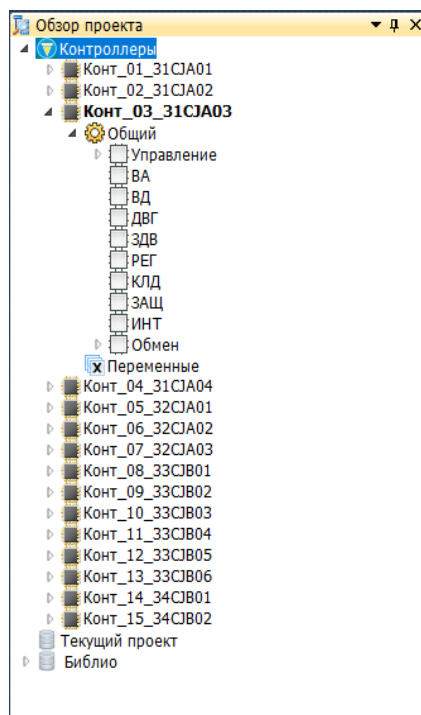 Обзор проекта
Контроллеры
Конт_01_31CJA01
Конт_02_31CJA02
Конт_03_31CJA03
Общий
Управление
ВА
ВД
ДВГ
ЗДВ
РЕГ
КЛД
ЗАЩ
ИНТ
Обмен
Переменные
Конт_04_31CJA04
Конт_05_32CJA01
Конт_06_32CJA02
Конт_07_32CJA03
Конт_08_33CJB01
Конт_09_33CJB02
Конт_10_33CJB03
Конт_11_33CJB04
Конт_12_33CJB05
Конт_13_33CJB06
Конт_14_34CJB01
Конт_15_34CJB02
Текущий проект
Библио